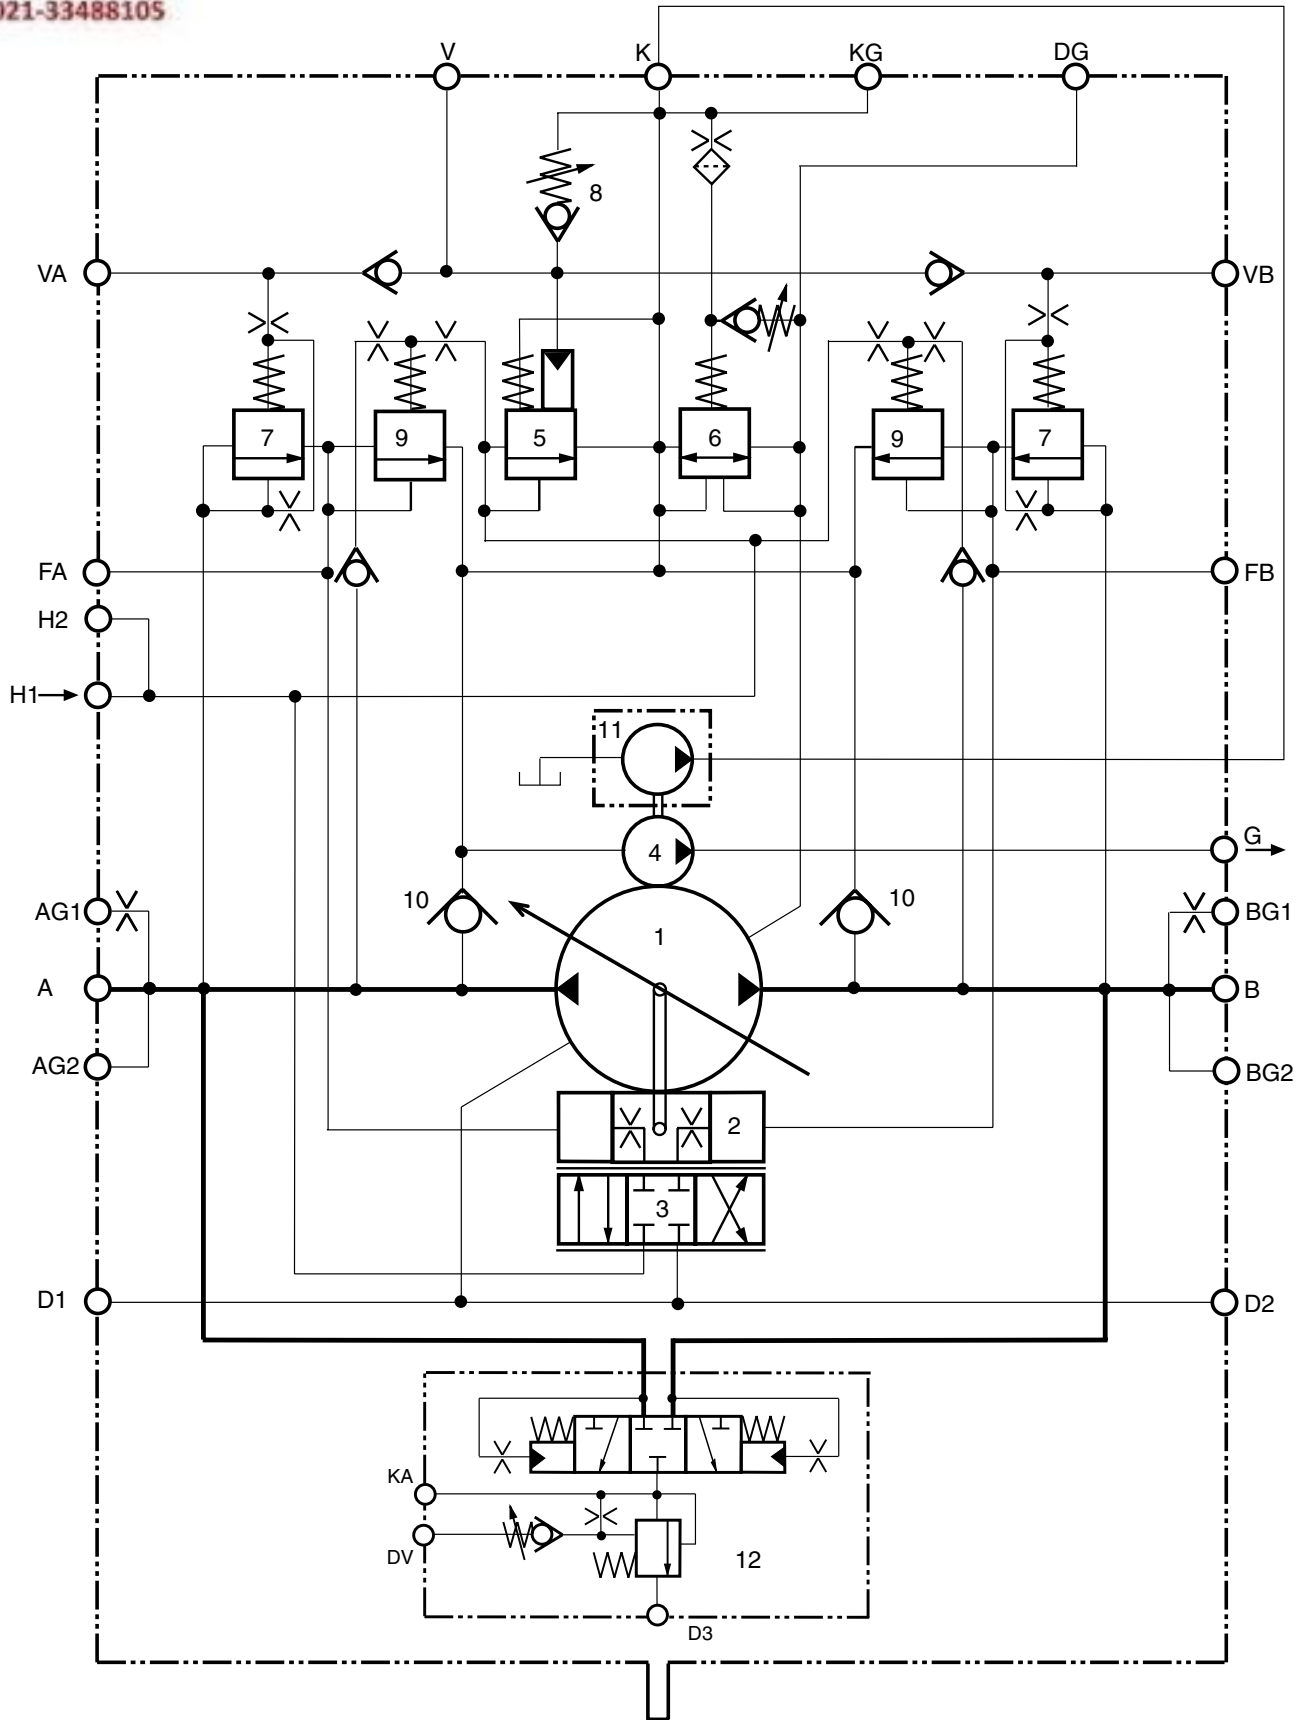 021-33488105
V K KG DG
8
VA VB
7 9 5 6 9 7
FA FB
H2
H1
11
4 G
10 10
AG1 BG1
1
A B
AG2 BG2
2
3
D1 D2
KA
DV
12
D3